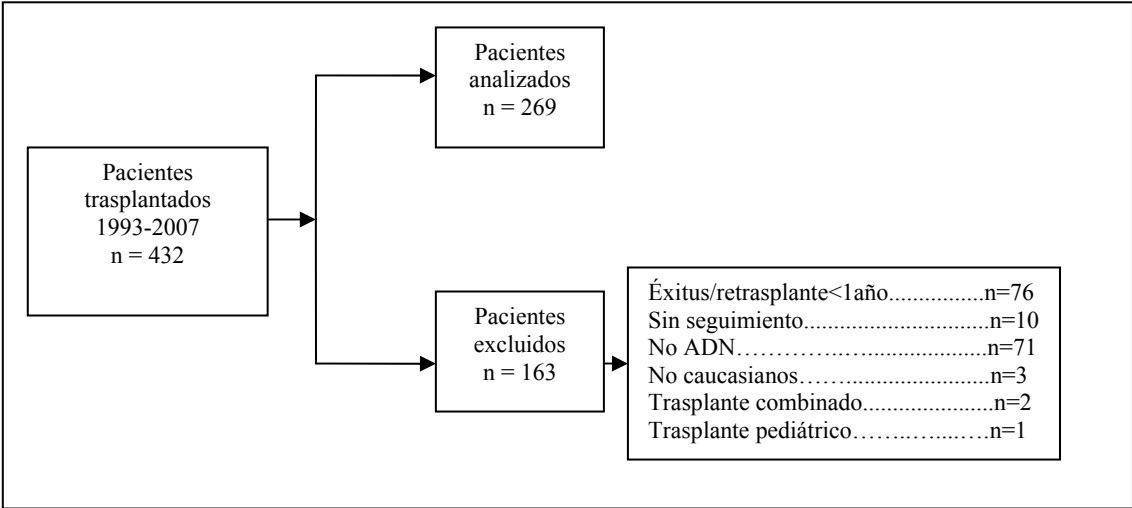 Pacientes
analizados
n = 269
Pacientes
trasplantados
1993-2007
n = 432
Pacientes
excluidos
n = 163
Éxitus/retrasplante<1año.................n=76
Sin seguimiento...............................n=10
No ADN…………..…......................n=71
No caucasianos……........................n=3
Trasplante combinado......................n=2
Trasplante pediátrico……..…....….n=1